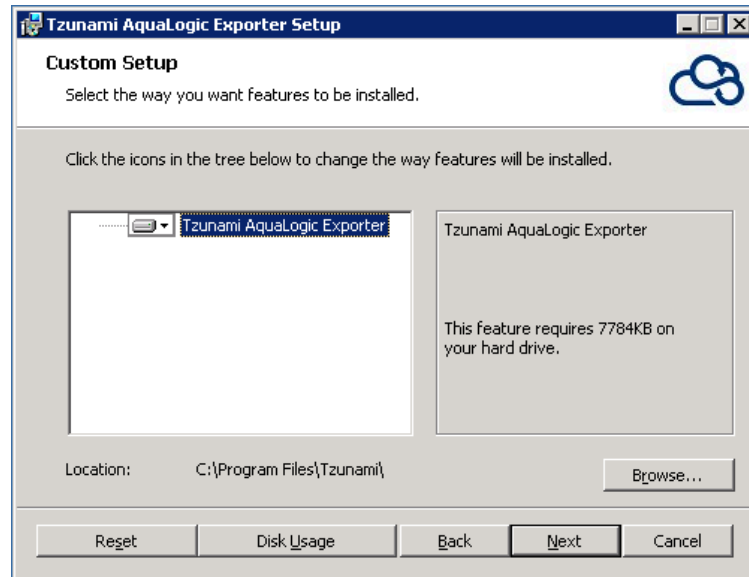 Tzunami AquaLogic Exporter Setup
Custom Setup
Select the way you want features to be installed.
Click the icons in the tree below to change the way features will be installed.
Tzunami AquaLogic Exporter
Tzunami AquaLogic Exporter
This feature requires 7784KB on
your hard drive.
Location: C:\Program Files\Tzunami\
Browse...
Reset Disk Usage Back Next Cancel